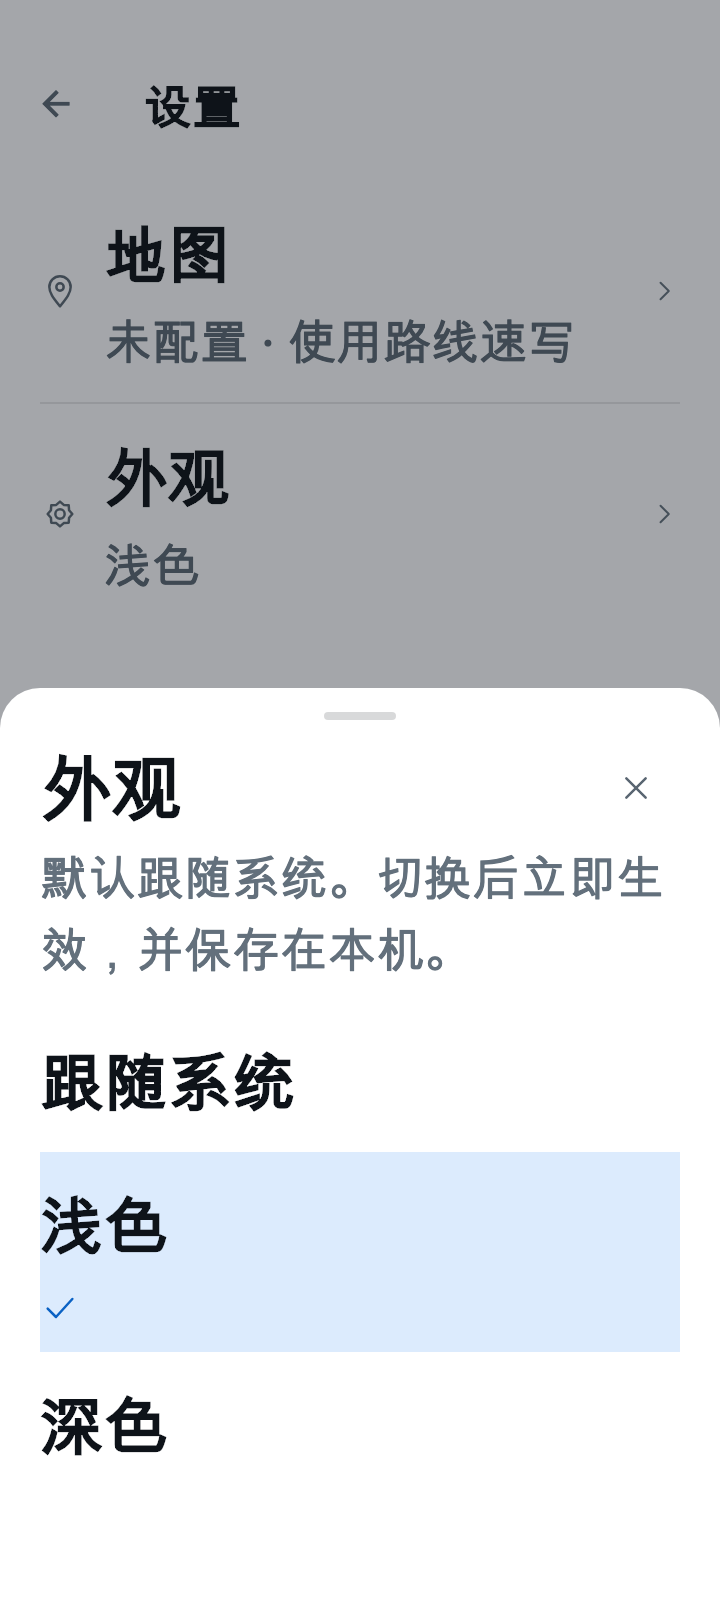 设置
地图
未配置 · 使用路线速写
外观
浅色
外观
默认跟随系统。切换后立即生
效，并保存在本机。
跟随系统
浅色
深色